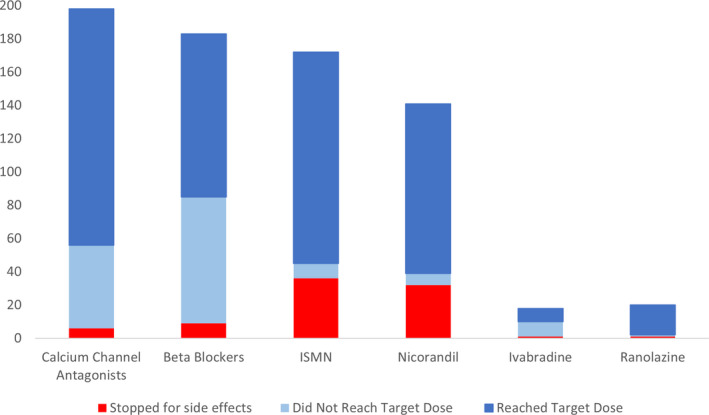 200
180
160
140
120
100
80
60
40
20
0
Calcium Channel Antagonists
Beta Blockers
ISMN
Nicorandil
Ivabradine
Ranolazine
Stopped for side effects
Did Not Reach Target Dose
Reached Target Dose